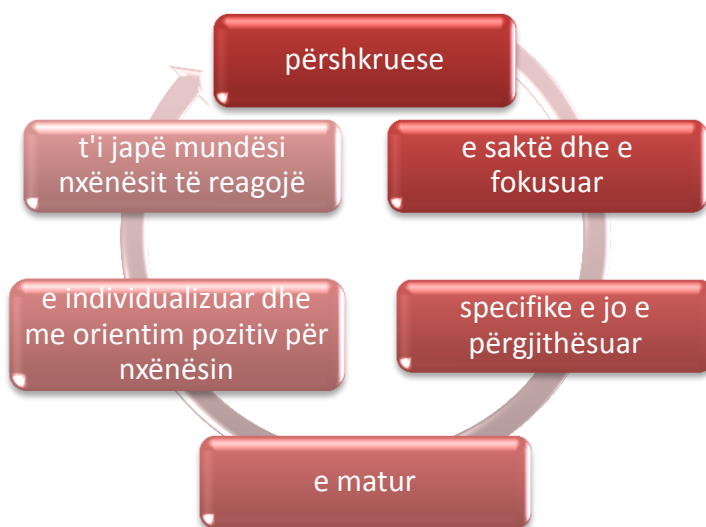 përshkruese
e saktë dhe e
fokusuar
specifike e jo e
përgjithësuar
e matur
e individualizuar dhe
me orientim pozitiv për
nxënësin
t'i japë mundësi
nxënësit të reagojë